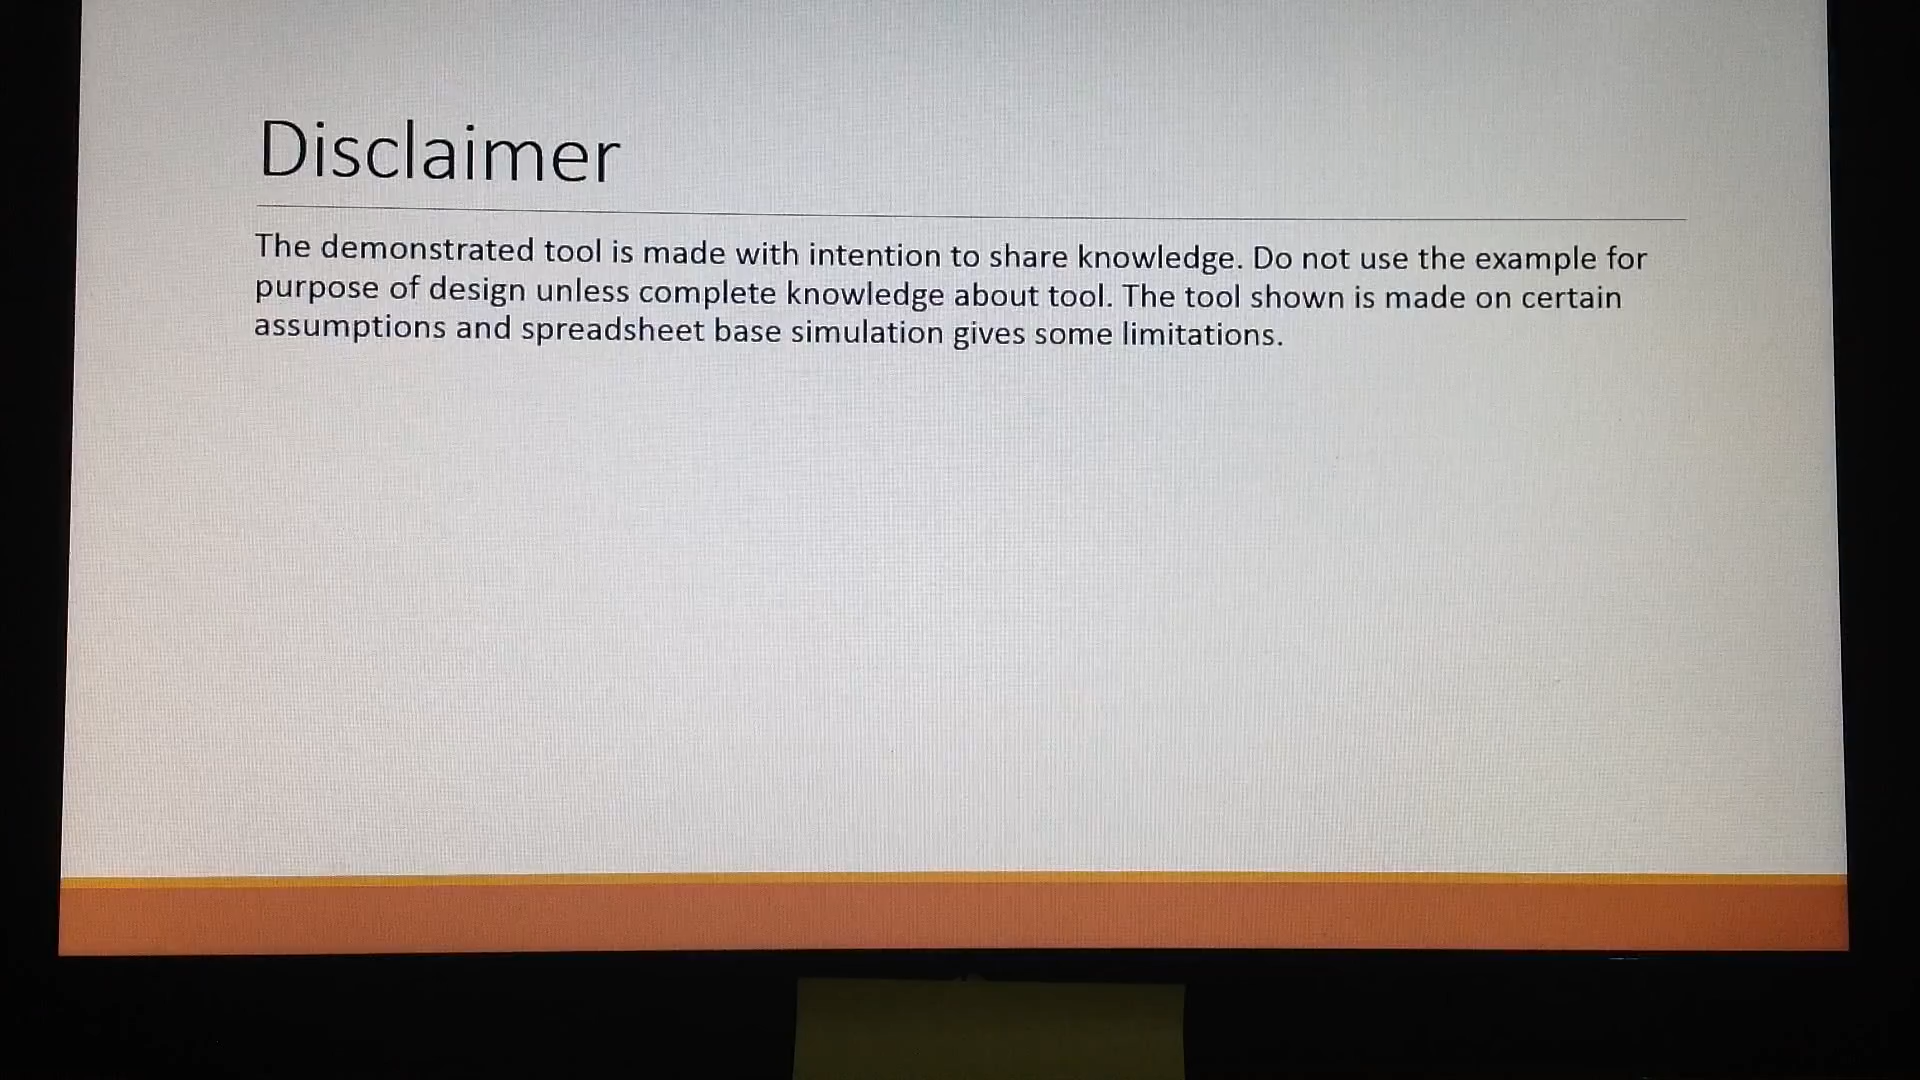 Disclaimer
The demonstrated tool is made with intention to share knowledge. Do not use the example for
purpose of design unless complete knowledge about tool. The tool shown is made on certain
assumptions and spreadsheet base simulation gives some limitations.